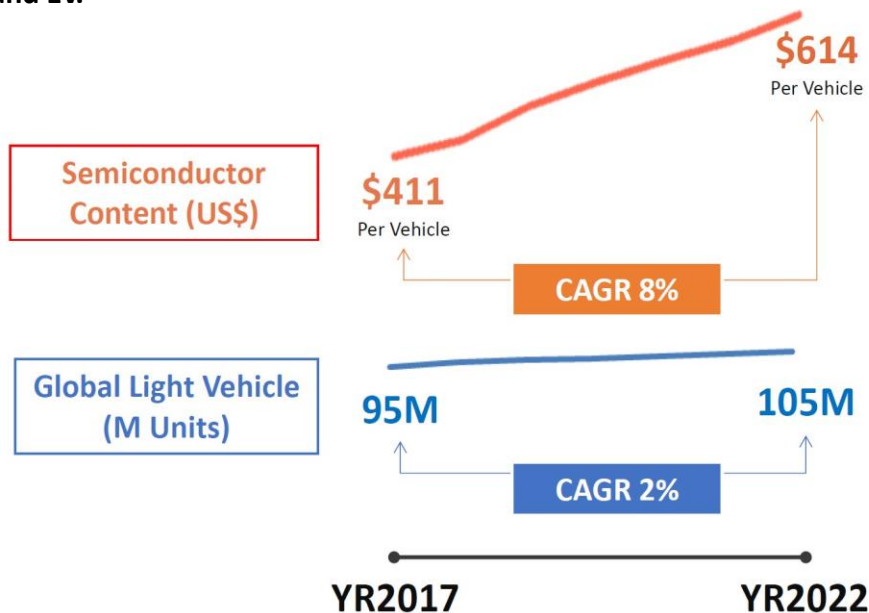 $614
Per Vehicle
Semiconductor
Content (US$)
$411
Per Vehicle
CAGR 8%
Global Light Vehicle
(M Units)
95M
105M
CAGR 2%
YR2017
YR2022